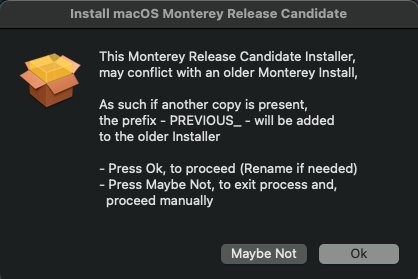 Install macOS Monterey Release Candidate
This Monterey Release Candidate Installer,
may conflict with an older Monterey Install,
As such if another copy is present,
the prefix - PREVIOUS_ - will be added
to the older Installer
- Press Ok, to proceed (Rename if needed)
- Press Maybe Not, to exit process and,
proceed manually
Maybe Not
Ok